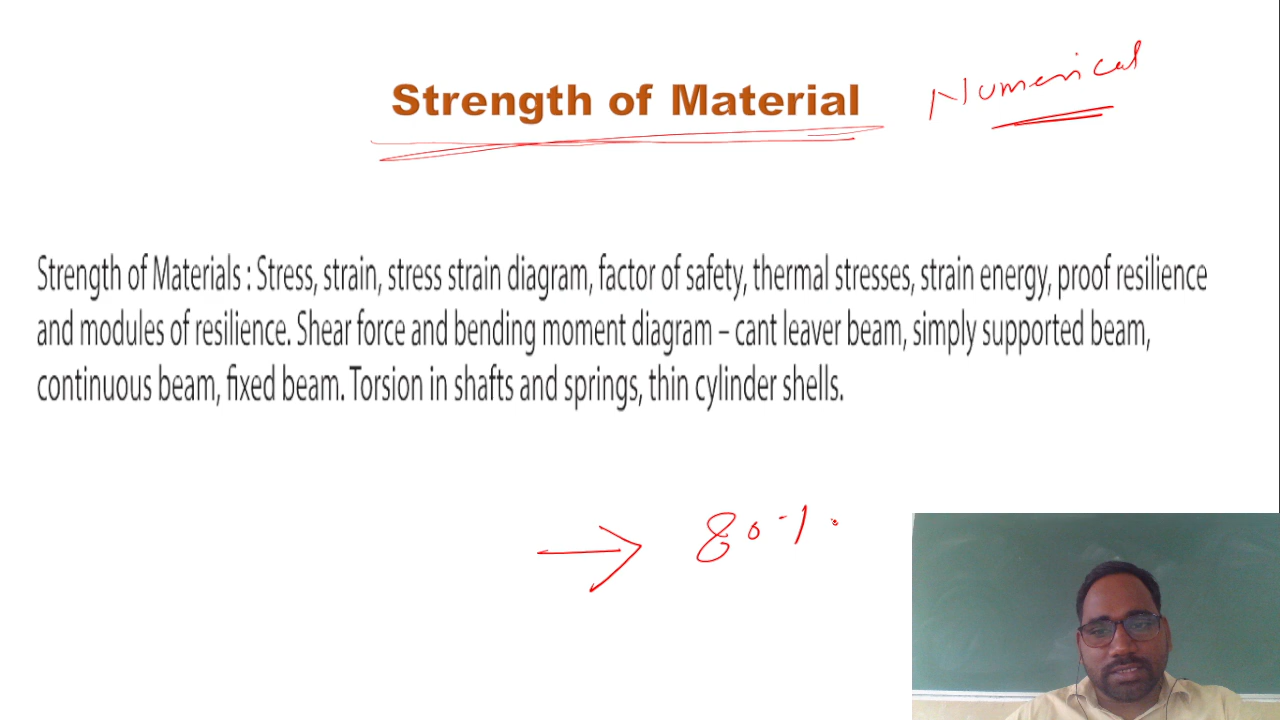 Strength of Material
Numerical
Strength of Materials : Stress, strain, stress strain diagram, factor of safety, thermal stresses, strain energy, proof resilience
and modules of resilience. Shear force and bending moment diagram – cant leaver beam, simply supported beam,
continuous beam, fixed beam. Torsion in shafts and springs, thin cylinder shells.
80%